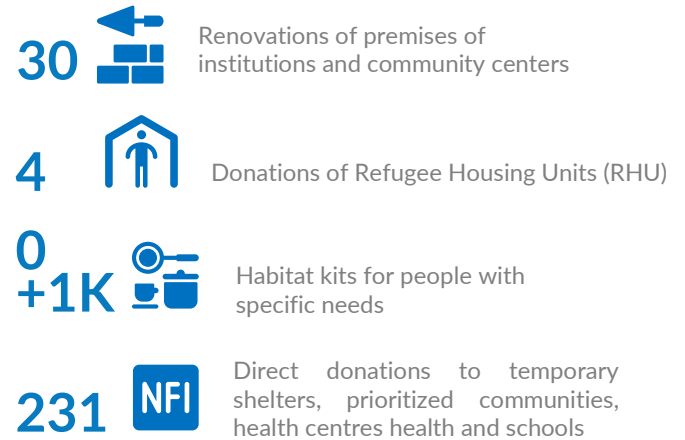 30
Renovations of premises of
institutions and community centers
4
Donations of Refugee Housing Units (RHU)
0
+1K
Habitat kits for people with
specific needs
231
NFI
Direct donations to temporary
shelters, prioritized communities,
health centres health and schools